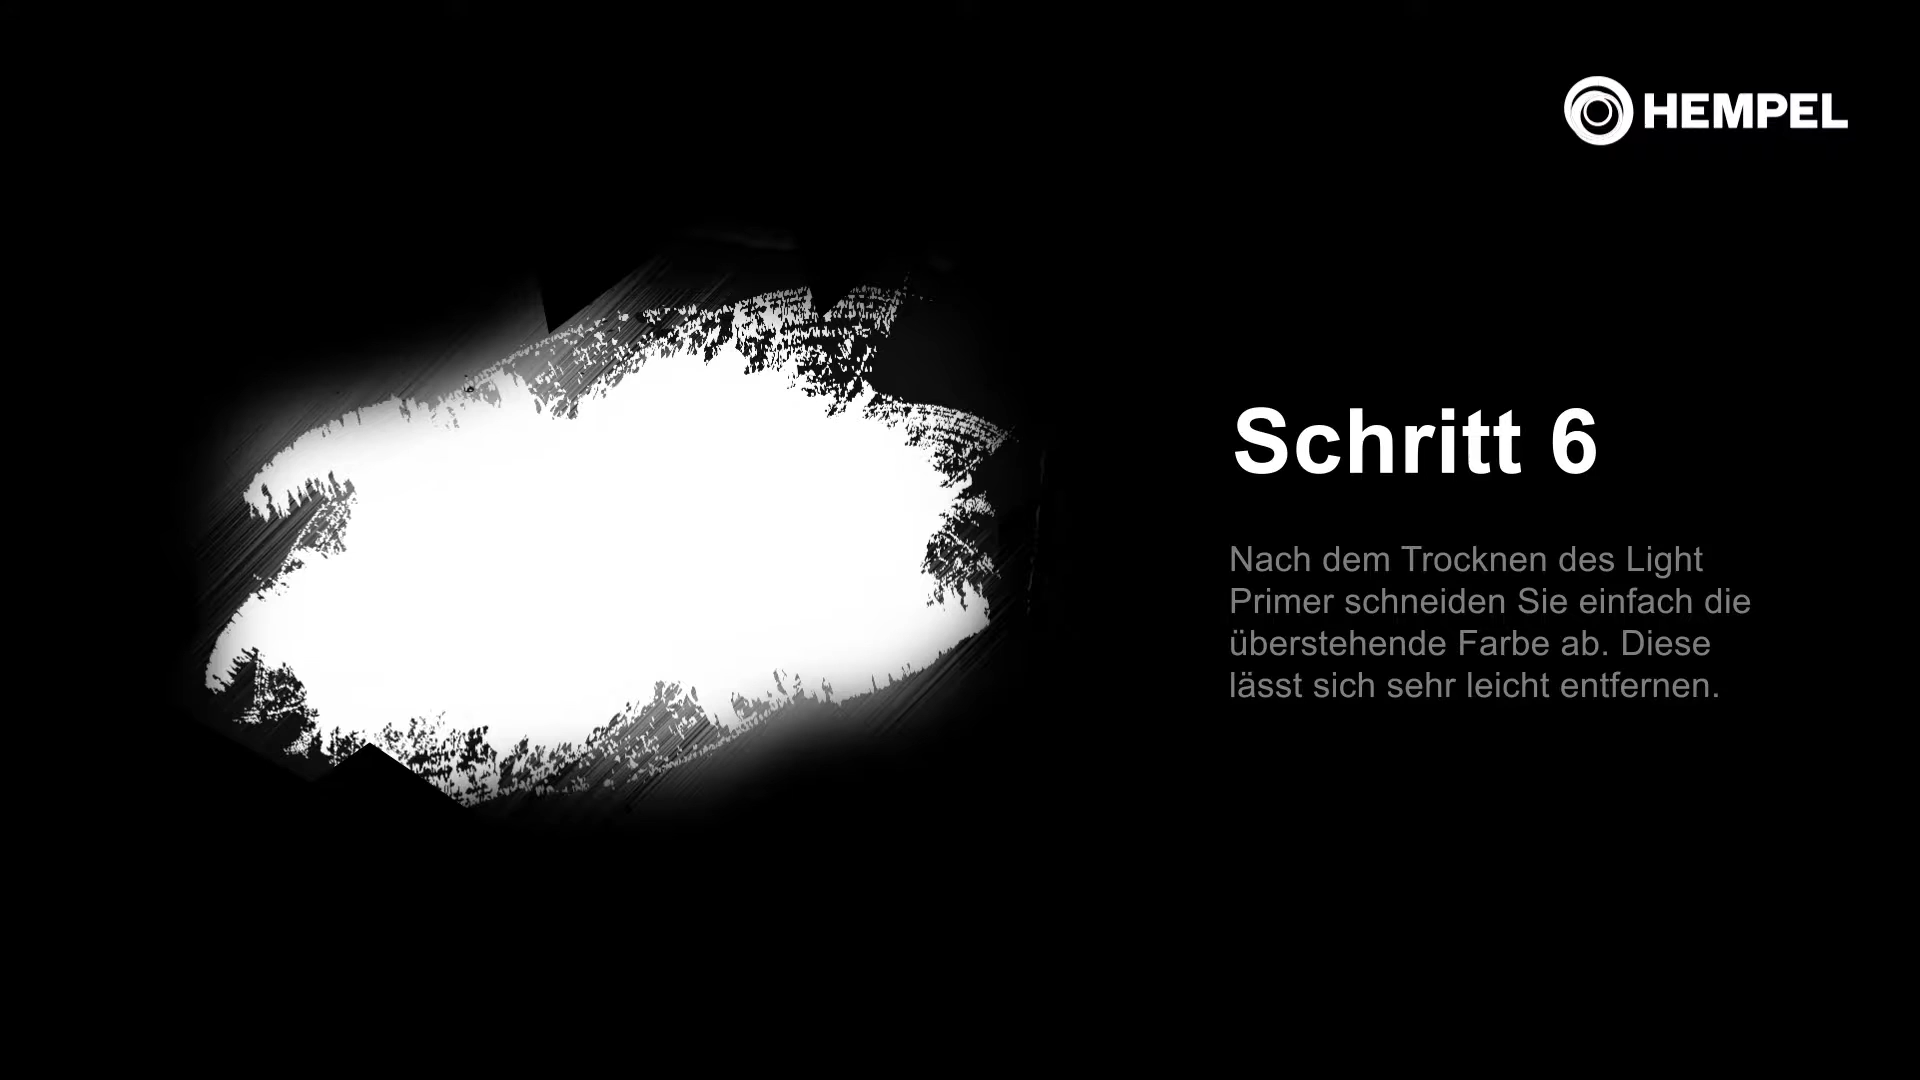 HEMPEL
Schritt 6
Nach dem Trocknen des Light
Primer schneiden Sie einfach die
überstehende Farbe ab. Diese
lässt sich sehr leicht entfernen.